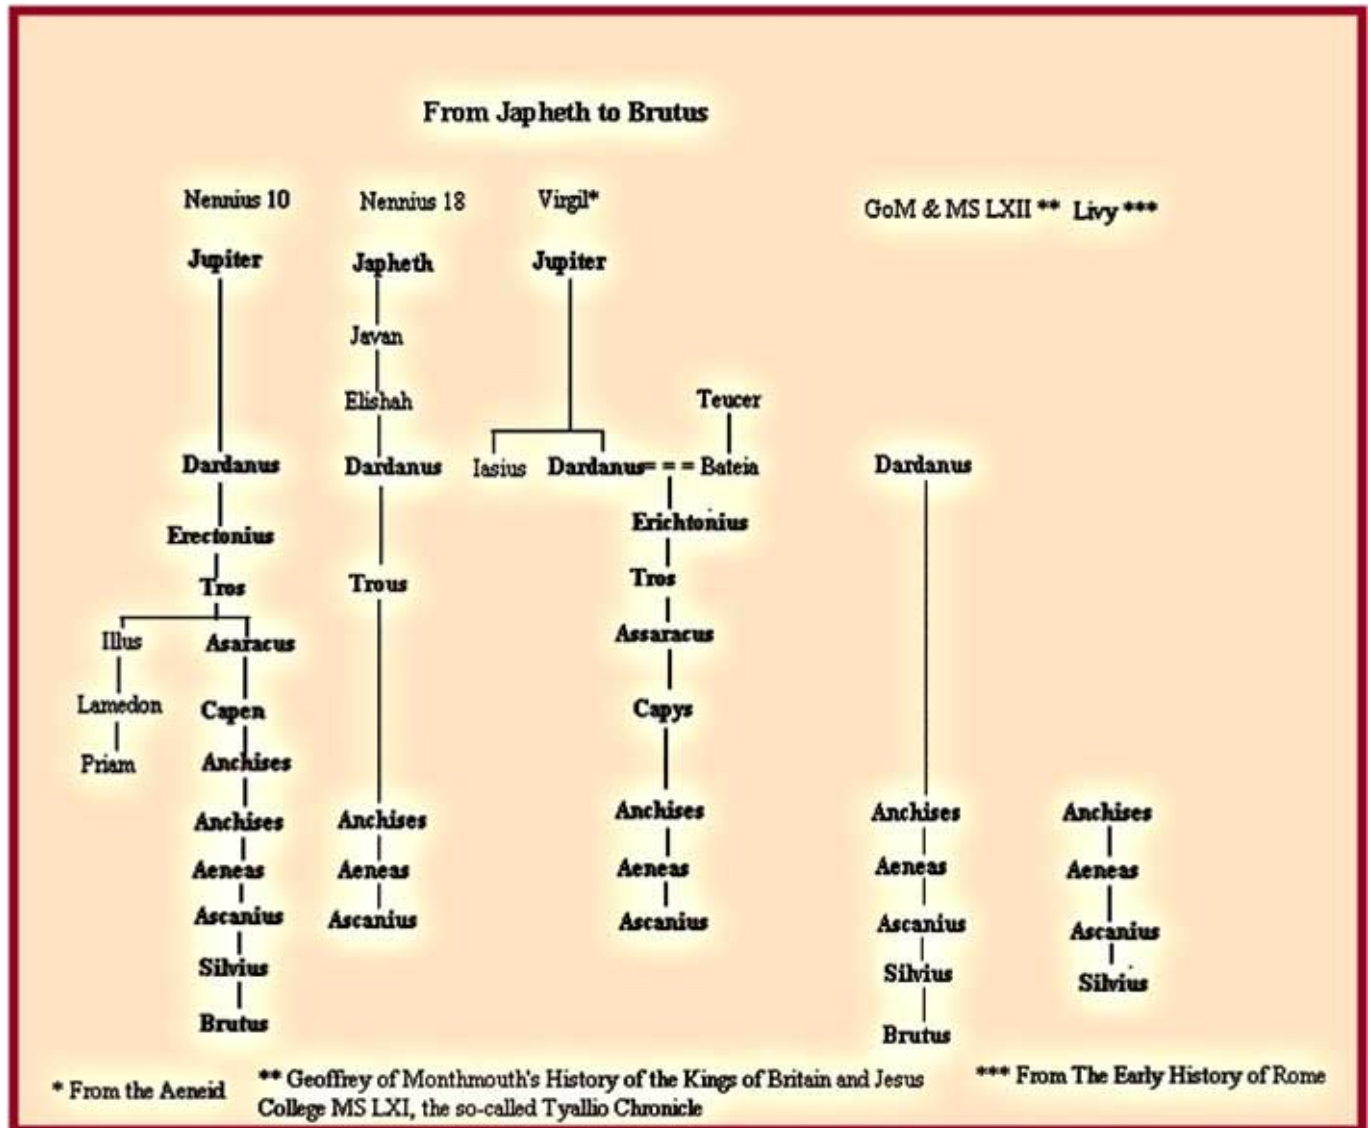 From Japheth to Brutus
Nennius 10 Nennius 18 Virgil* GoM & MS LXII ** Livy ***
Jupiter Japheth Jupiter
Javan
Elishah Teucer
Dardanus Dardanus Iasius Dardanus = = = Bateia Dardanus
Erectonius Erichtonius
Tros Trous Tros
Illus Asaracus Assaracus
Lamedon Capen Capys
Priam Anchises
Anchises Anchises Anchises Anchises Anchises
Aeneas Aeneas Aeneas Aeneas Aeneas
Ascanius Ascanius Ascanius Ascanius Ascanius
Silvius Silvius Silvius
Brutus Brutus
* From the Aeneid
** Geoffrey of Monthmouth's History of the Kings of Britain and Jesus
College MS LXI, the so-called Tyallio Chronicle
*** From The Early History of Rome